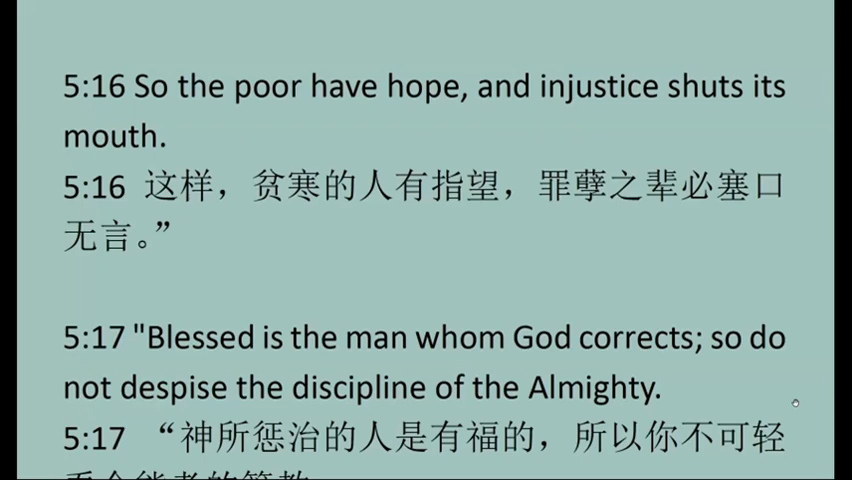 5:16 So the poor have hope, and injustice shuts its
mouth.
5:16 这样，贫寒的人有指望，罪孽之辈必塞口
无言。”
5:17 "Blessed is the man whom God corrects; so do
not despise the discipline of the Almighty.
5:17 “神所惩治的人是有福的，所以你不可轻